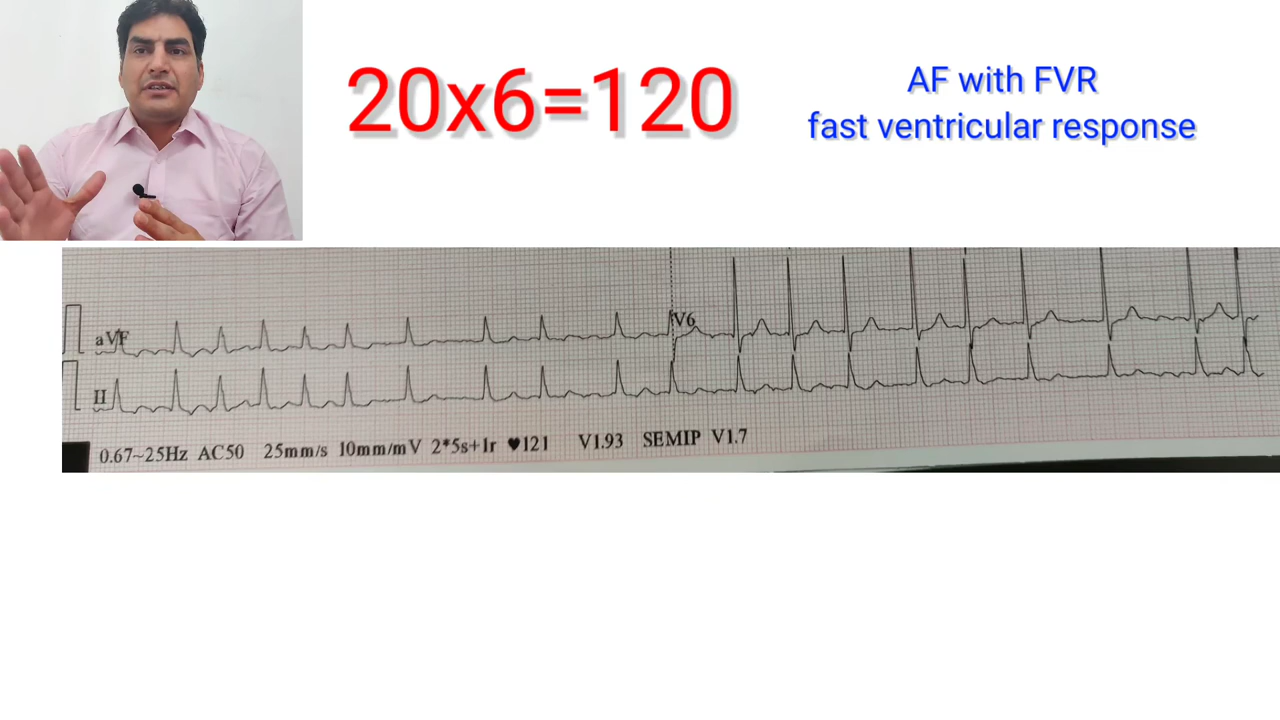 20x6=120
AF with FVR
fast ventricular response
aVF
V6
II
0.67~25Hz AC50 25mm/s 10mm/mV 2*5s+1r ♥121 V1.93 SEMIP V1.7